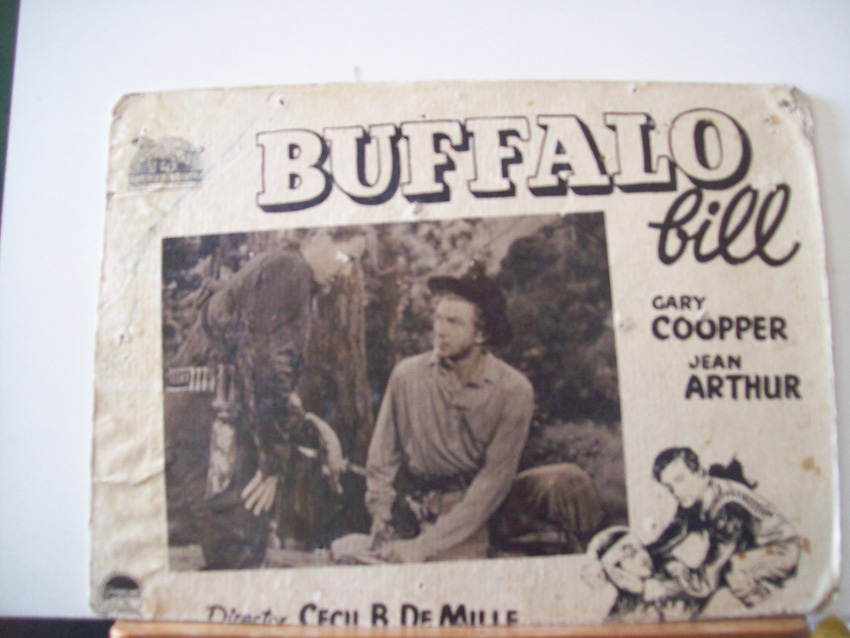 BUFFALO
bill
GARY
COOPPER
JEAN
ARTHUR
Director CECIL B. DE MILLE